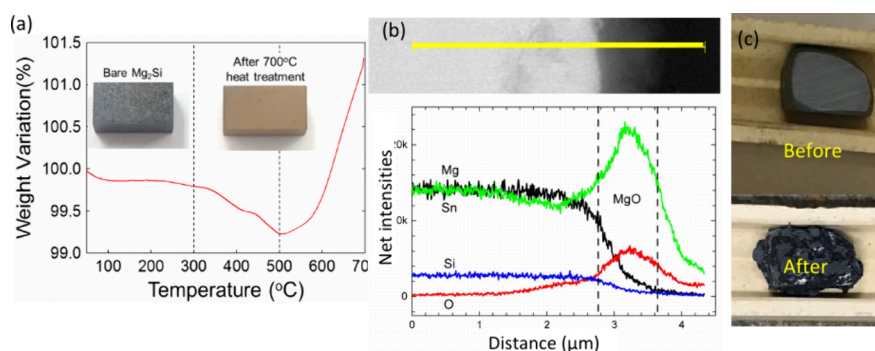 (a)
101.5
101.0
100.5
100.0
99.5
99.0
Weight Variation(%)
Bare Mg₂Si
After 700°C
heat treatment
100 200 300 400 500 600 700
Temperature (°C)
(b)
Net intensities
0
Mg
Sn
Si
O
MgO
0 1 2 3 4
Distance (µm)
(c)
Before
After